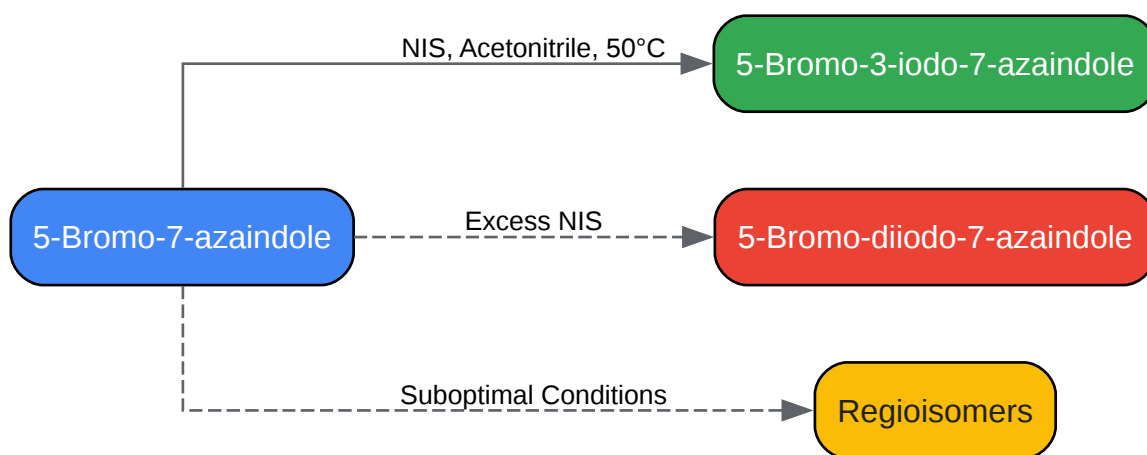 NIS, Acetonitrile, 50°C
5-Bromo-3-iodo-7-azaindole
5-Bromo-7-azaindole
Excess NIS
5-Bromo-diiodo-7-azaindole
Suboptimal Conditions
Regioisomers